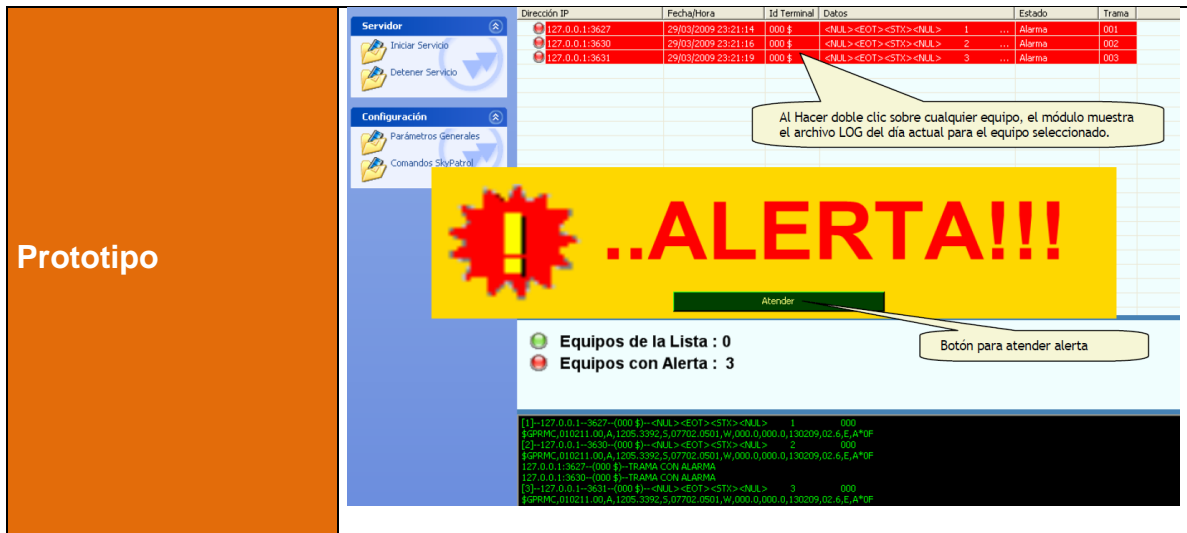 Prototipo
Servidor
Iniciar Servicio
Detener Servicio
Configuración
Parámetros Generales
Comandos SkyPatrol
Dirección IP Fecha/Hora Id Terminal Datos Estado Trama
127.0.0.1:3627 29/03/2009 23:21:14 000 $ <NUL><EOT><STX><NUL> 1 ... Alarma 001
127.0.0.1:3630 29/03/2009 23:21:16 000 $ <NUL><EOT><STX><NUL> 2 ... Alarma 002
127.0.0.1:3631 29/03/2009 23:21:19 000 $ <NUL><EOT><STX><NUL> 3 ... Alarma 003
Al Hacer doble clic sobre cualquier equipo, el módulo muestra
el archivo LOG del día actual para el equipo seleccionado.
..ALERTA!!!
Atender
Botón para atender alerta
Equipos de la Lista : 0
Equipos con Alerta : 3
[1]--127.0.0.1--3627--(000 $)--<NUL><EOT><STX><NUL> 1 000
$GPRMC,010211.00,A,1205.3392,S,07702.0501,W,000.0,000.0,130209,02.6,E,A*0F
[2]--127.0.0.1--3630--(000 $)--<NUL><EOT><STX><NUL> 2 000
$GPRMC,010211.00,A,1205.3392,S,07702.0501,W,000.0,000.0,130209,02.6,E,A*0F
127.0.0.1:3627--(000 $)--TRAMA CON ALARMA
127.0.0.1:3630--(000 $)--TRAMA CON ALARMA
[3]--127.0.0.1--3631--(000 $)--<NUL><EOT><STX><NUL> 3 000
$GPRMC,010211.00,A,1205.3392,S,07702.0501,W,000.0,000.0,130209,02.6,E,A*0F